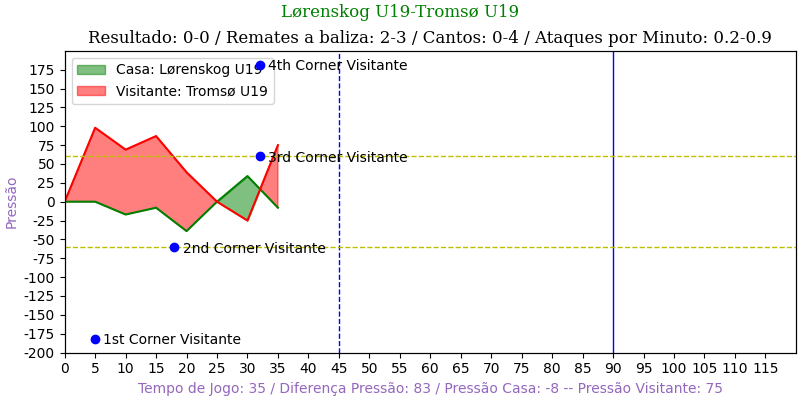 Lørenskog U19-Tromsø U19
Resultado: 0-0 / Remates a baliza: 2-3 / Cantos: 0-4 / Ataques por Minuto: 0.2-0.9
Casa: Lørenskog U19
Visitante: Tromsø U19
4th Corner Visitante
3rd Corner Visitante
2nd Corner Visitante
1st Corner Visitante
Pressão
175
150
125
100
75
50
25
0
-25
-50
-75
-100
-125
-150
-175
-200
0 5 10 15 20 25 30 35 40 45 50 55 60 65 70 75 80 85 90 95 100 105 110 115
Tempo de Jogo: 35 / Diferença Pressão: 83 / Pressão Casa: -8 -- Pressão Visitante: 75